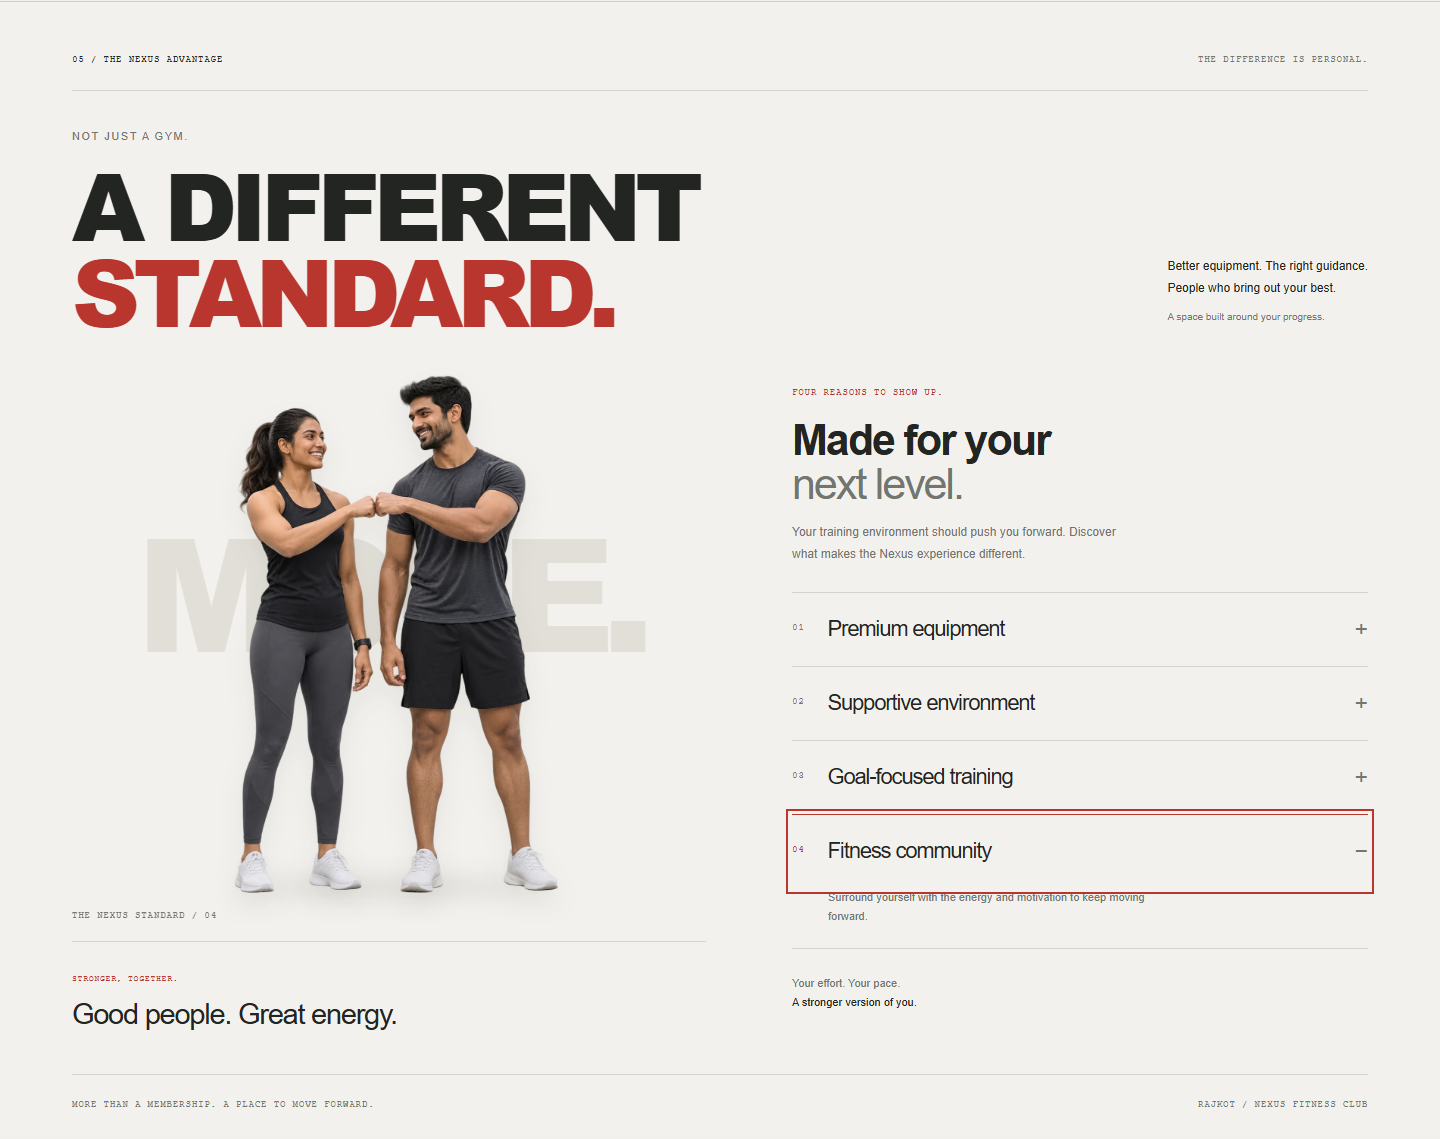 05 / THE NEXUS ADVANTAGE
THE DIFFERENCE IS PERSONAL.
NOT JUST A GYM.
A DIFFERENT
STANDARD.
Better equipment. The right guidance.
People who bring out your best.
A space built around your progress.
M E.
THE NEXUS STANDARD / 04
STRONGER, TOGETHER.
Good people. Great energy.
FOUR REASONS TO SHOW UP.
Made for your
next level.
Your training environment should push you forward. Discover
what makes the Nexus experience different.
01 Premium equipment +
02 Supportive environment +
03 Goal-focused training +
04 Fitness community −
Surround yourself with the energy and motivation to keep moving
forward.
Your effort. Your pace.
A stronger version of you.
MORE THAN A MEMBERSHIP. A PLACE TO MOVE FORWARD.
RAJKOT / NEXUS FITNESS CLUB